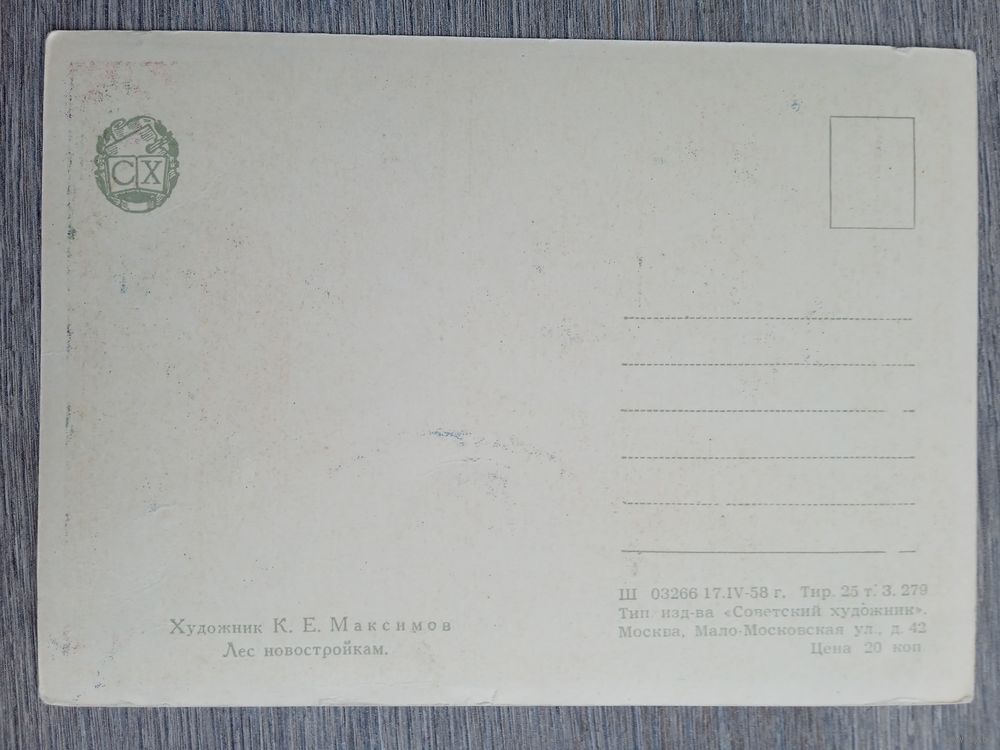 СХ
Художник К. Е. Максимов
Лес новостройкам.
Ш 03266 17.IV-58 г. Тир. 25 т. З. 279
Тип изд-ва «Советский художник».
Москва, Мало-Московская ул., д. 42
Цена 20 коп